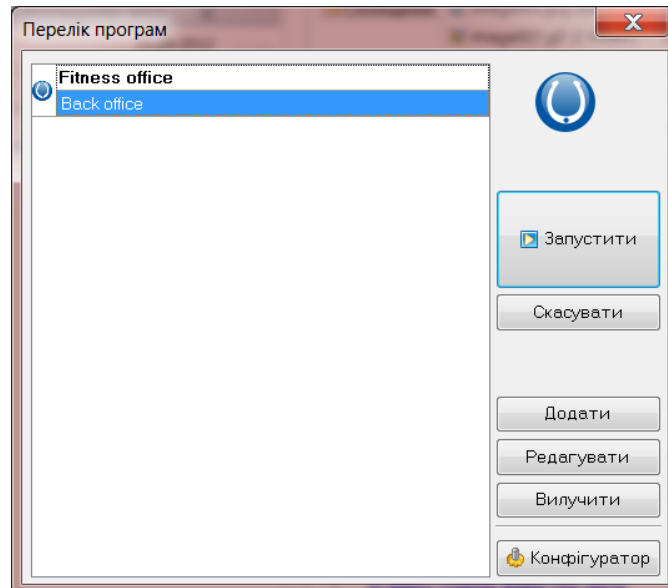 Перелік програм
Fitness office
Back office
Запустити
Скасувати
Додати
Редагувати
Вилучити
Конфігуратор